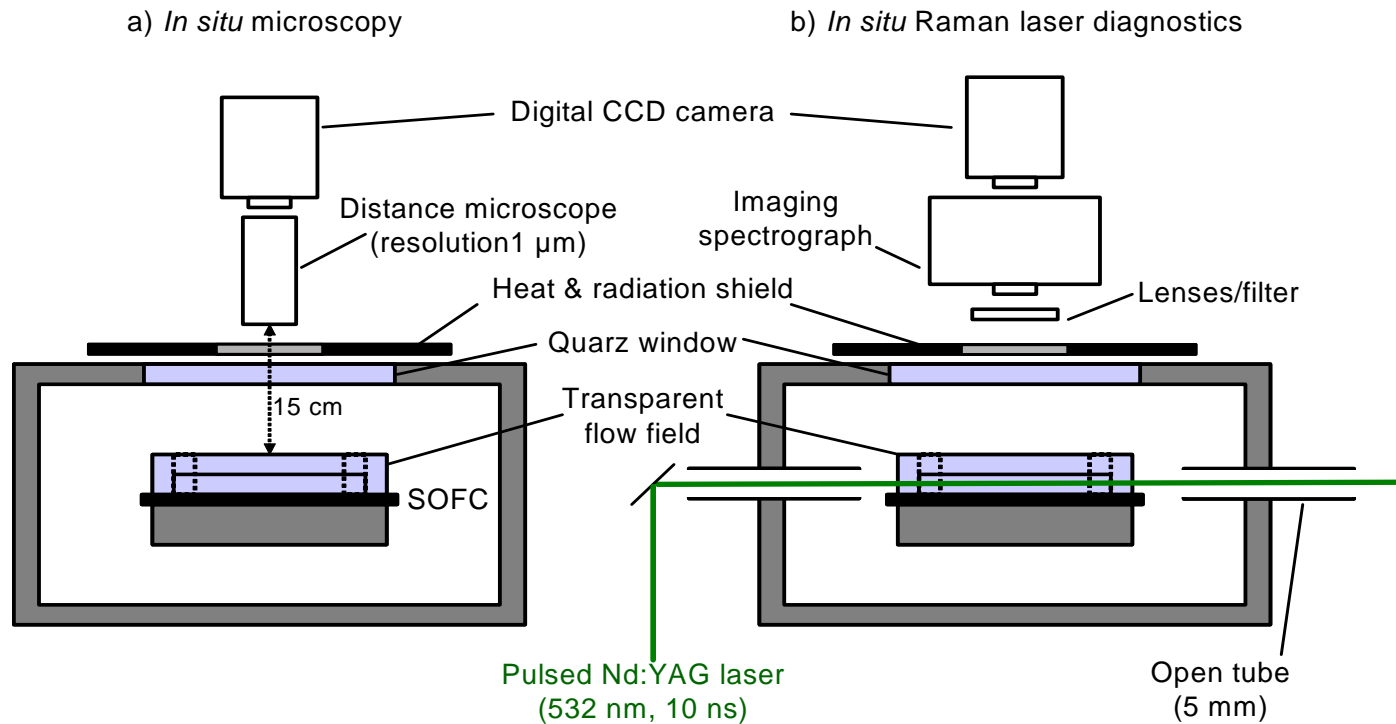 a) In situ microscopy
b) In situ Raman laser diagnostics
Digital CCD camera
Distance microscope
(resolution1 µm)
Imaging
spectrograph
Heat & radiation shield
Lenses/filter
Quarz window
15 cm
Transparent
flow field
SOFC
Pulsed Nd:YAG laser
(532 nm, 10 ns)
Open tube
(5 mm)